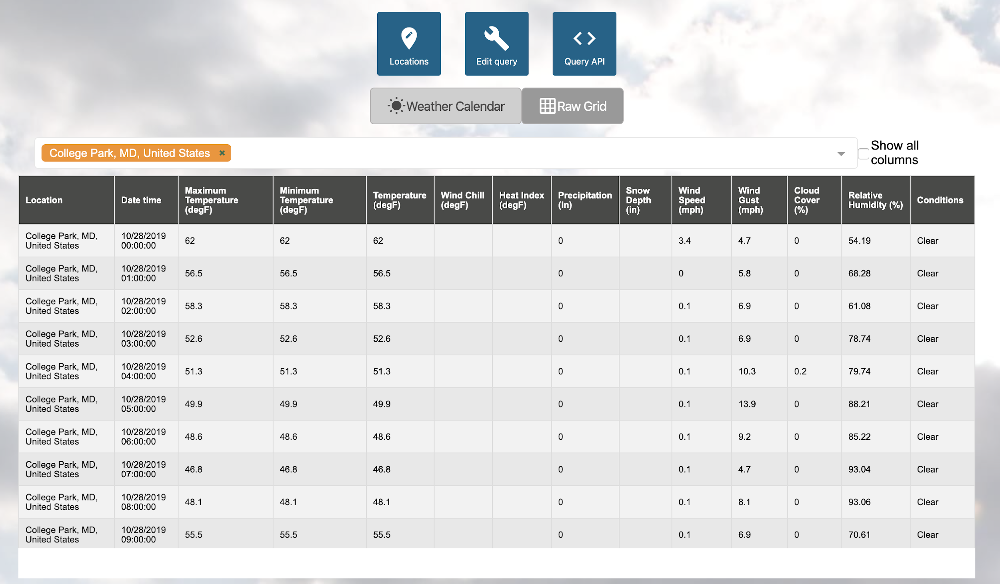 Locations
Edit query
Query API
Weather Calendar
Raw Grid
College Park, MD, United States ×
Show all
columns
Location
Date time
Maximum
Temperature
(degF)
Minimum
Temperature
(degF)
Temperature
(degF)
Wind Chill
(degF)
Heat Index
(degF)
Precipitation
(in)
Snow
Depth
(in)
Wind
Speed
(mph)
Wind
Gust
(mph)
Cloud
Cover
(%)
Relative
Humidity (%)
Conditions
College Park, MD,
United States
10/28/2019
00:00:00
62
62
62
0
3.4
4.7
0
54.19
Clear
College Park, MD,
United States
10/28/2019
01:00:00
56.5
56.5
56.5
0
0
5.8
0
68.28
Clear
College Park, MD,
United States
10/28/2019
02:00:00
58.3
58.3
58.3
0
0.1
6.9
0
61.08
Clear
College Park, MD,
United States
10/28/2019
03:00:00
52.6
52.6
52.6
0
0.1
6.9
0
78.74
Clear
College Park, MD,
United States
10/28/2019
04:00:00
51.3
51.3
51.3
0
0.1
10.3
0.2
79.74
Clear
College Park, MD,
United States
10/28/2019
05:00:00
49.9
49.9
49.9
0
0.1
13.9
0
88.21
Clear
College Park, MD,
United States
10/28/2019
06:00:00
48.6
48.6
48.6
0
0.1
9.2
0
85.22
Clear
College Park, MD,
United States
10/28/2019
07:00:00
46.8
46.8
46.8
0
0.1
4.7
0
93.04
Clear
College Park, MD,
United States
10/28/2019
08:00:00
48.1
48.1
48.1
0
0.1
8.1
0
93.06
Clear
College Park, MD,
United States
10/28/2019
09:00:00
55.5
55.5
55.5
0
0.1
6.9
0
70.61
Clear